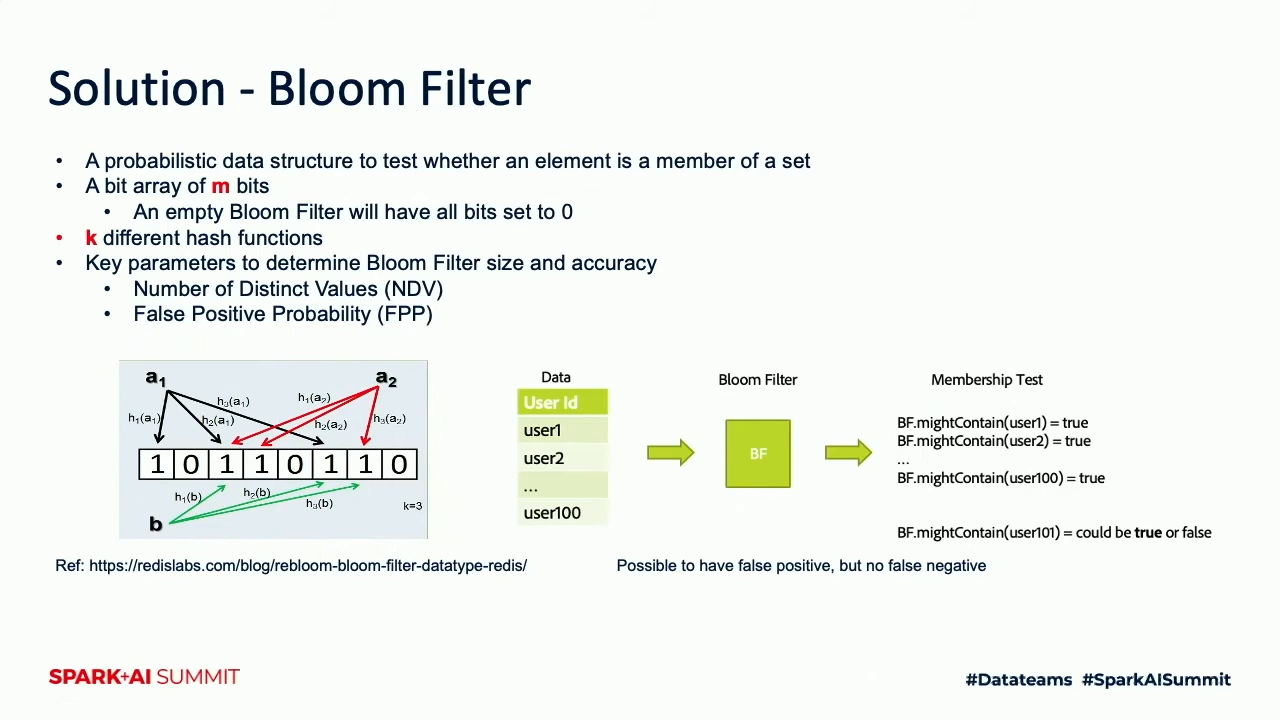 Solution - Bloom Filter
• A probabilistic data structure to test whether an element is a member of a set
• A bit array of m bits
• An empty Bloom Filter will have all bits set to 0
• k different hash functions
• Key parameters to determine Bloom Filter size and accuracy
• Number of Distinct Values (NDV)
• False Positive Probability (FPP)
a1 a2
h3(a1) h1(a2)
h1(a1) h2(a1) h2(a2) h3(a2)
1 0 1 1 0 1 1 0
h1(b) h2(b) h3(b) k=3
b
Data
User Id
user1
user2
...
user100
Bloom Filter
BF
Membership Test
BF.mightContain(user1) = true
BF.mightContain(user2) = true
...
BF.mightContain(user100) = true
BF.mightContain(user101) = could be true or false
Ref: https://redislabs.com/blog/rebloom-bloom-filter-datatype-redis/
Possible to have false positive, but no false negative
SPARK+AI SUMMIT
#Datateams #SparkAISummit